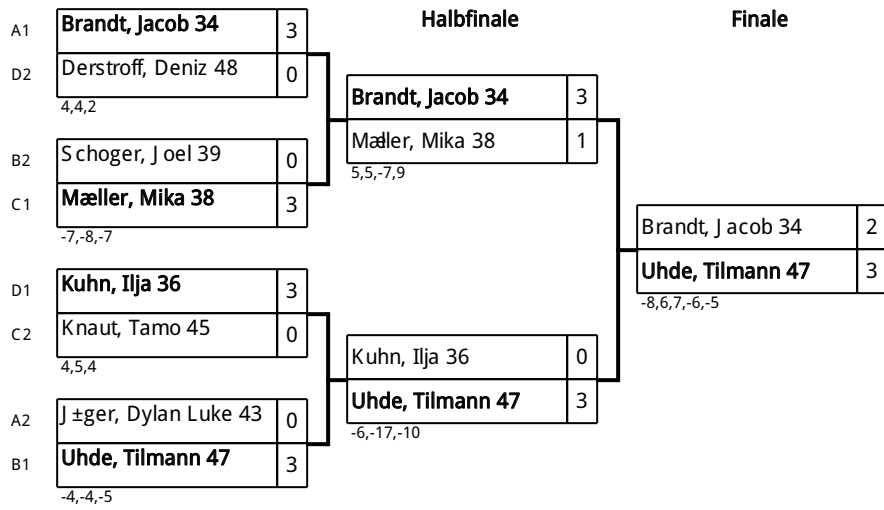 Halbfinale
Finale
A1 Brandt, Jacob 34 3
D2 Derstroff, Deniz 48 0
4,4,2
B2 Schoger, Joel 39 0
C1 Mæller, Mika 38 3
-7,-8,-7
D1 Kuhn, Ilja 36 3
C2 Knaut, Tamo 45 0
4,5,4
A2 J±ger, Dylan Luke 43 0
B1 Uhde, Tilmann 47 3
-4,-4,-5
Brandt, Jacob 34 3
Mæller, Mika 38 1
5,5,-7,9
Kuhn, Ilja 36 0
Uhde, Tilmann 47 3
-6,-17,-10
Brandt, Jacob 34 2
Uhde, Tilmann 47 3
-8,6,7,-6,-5